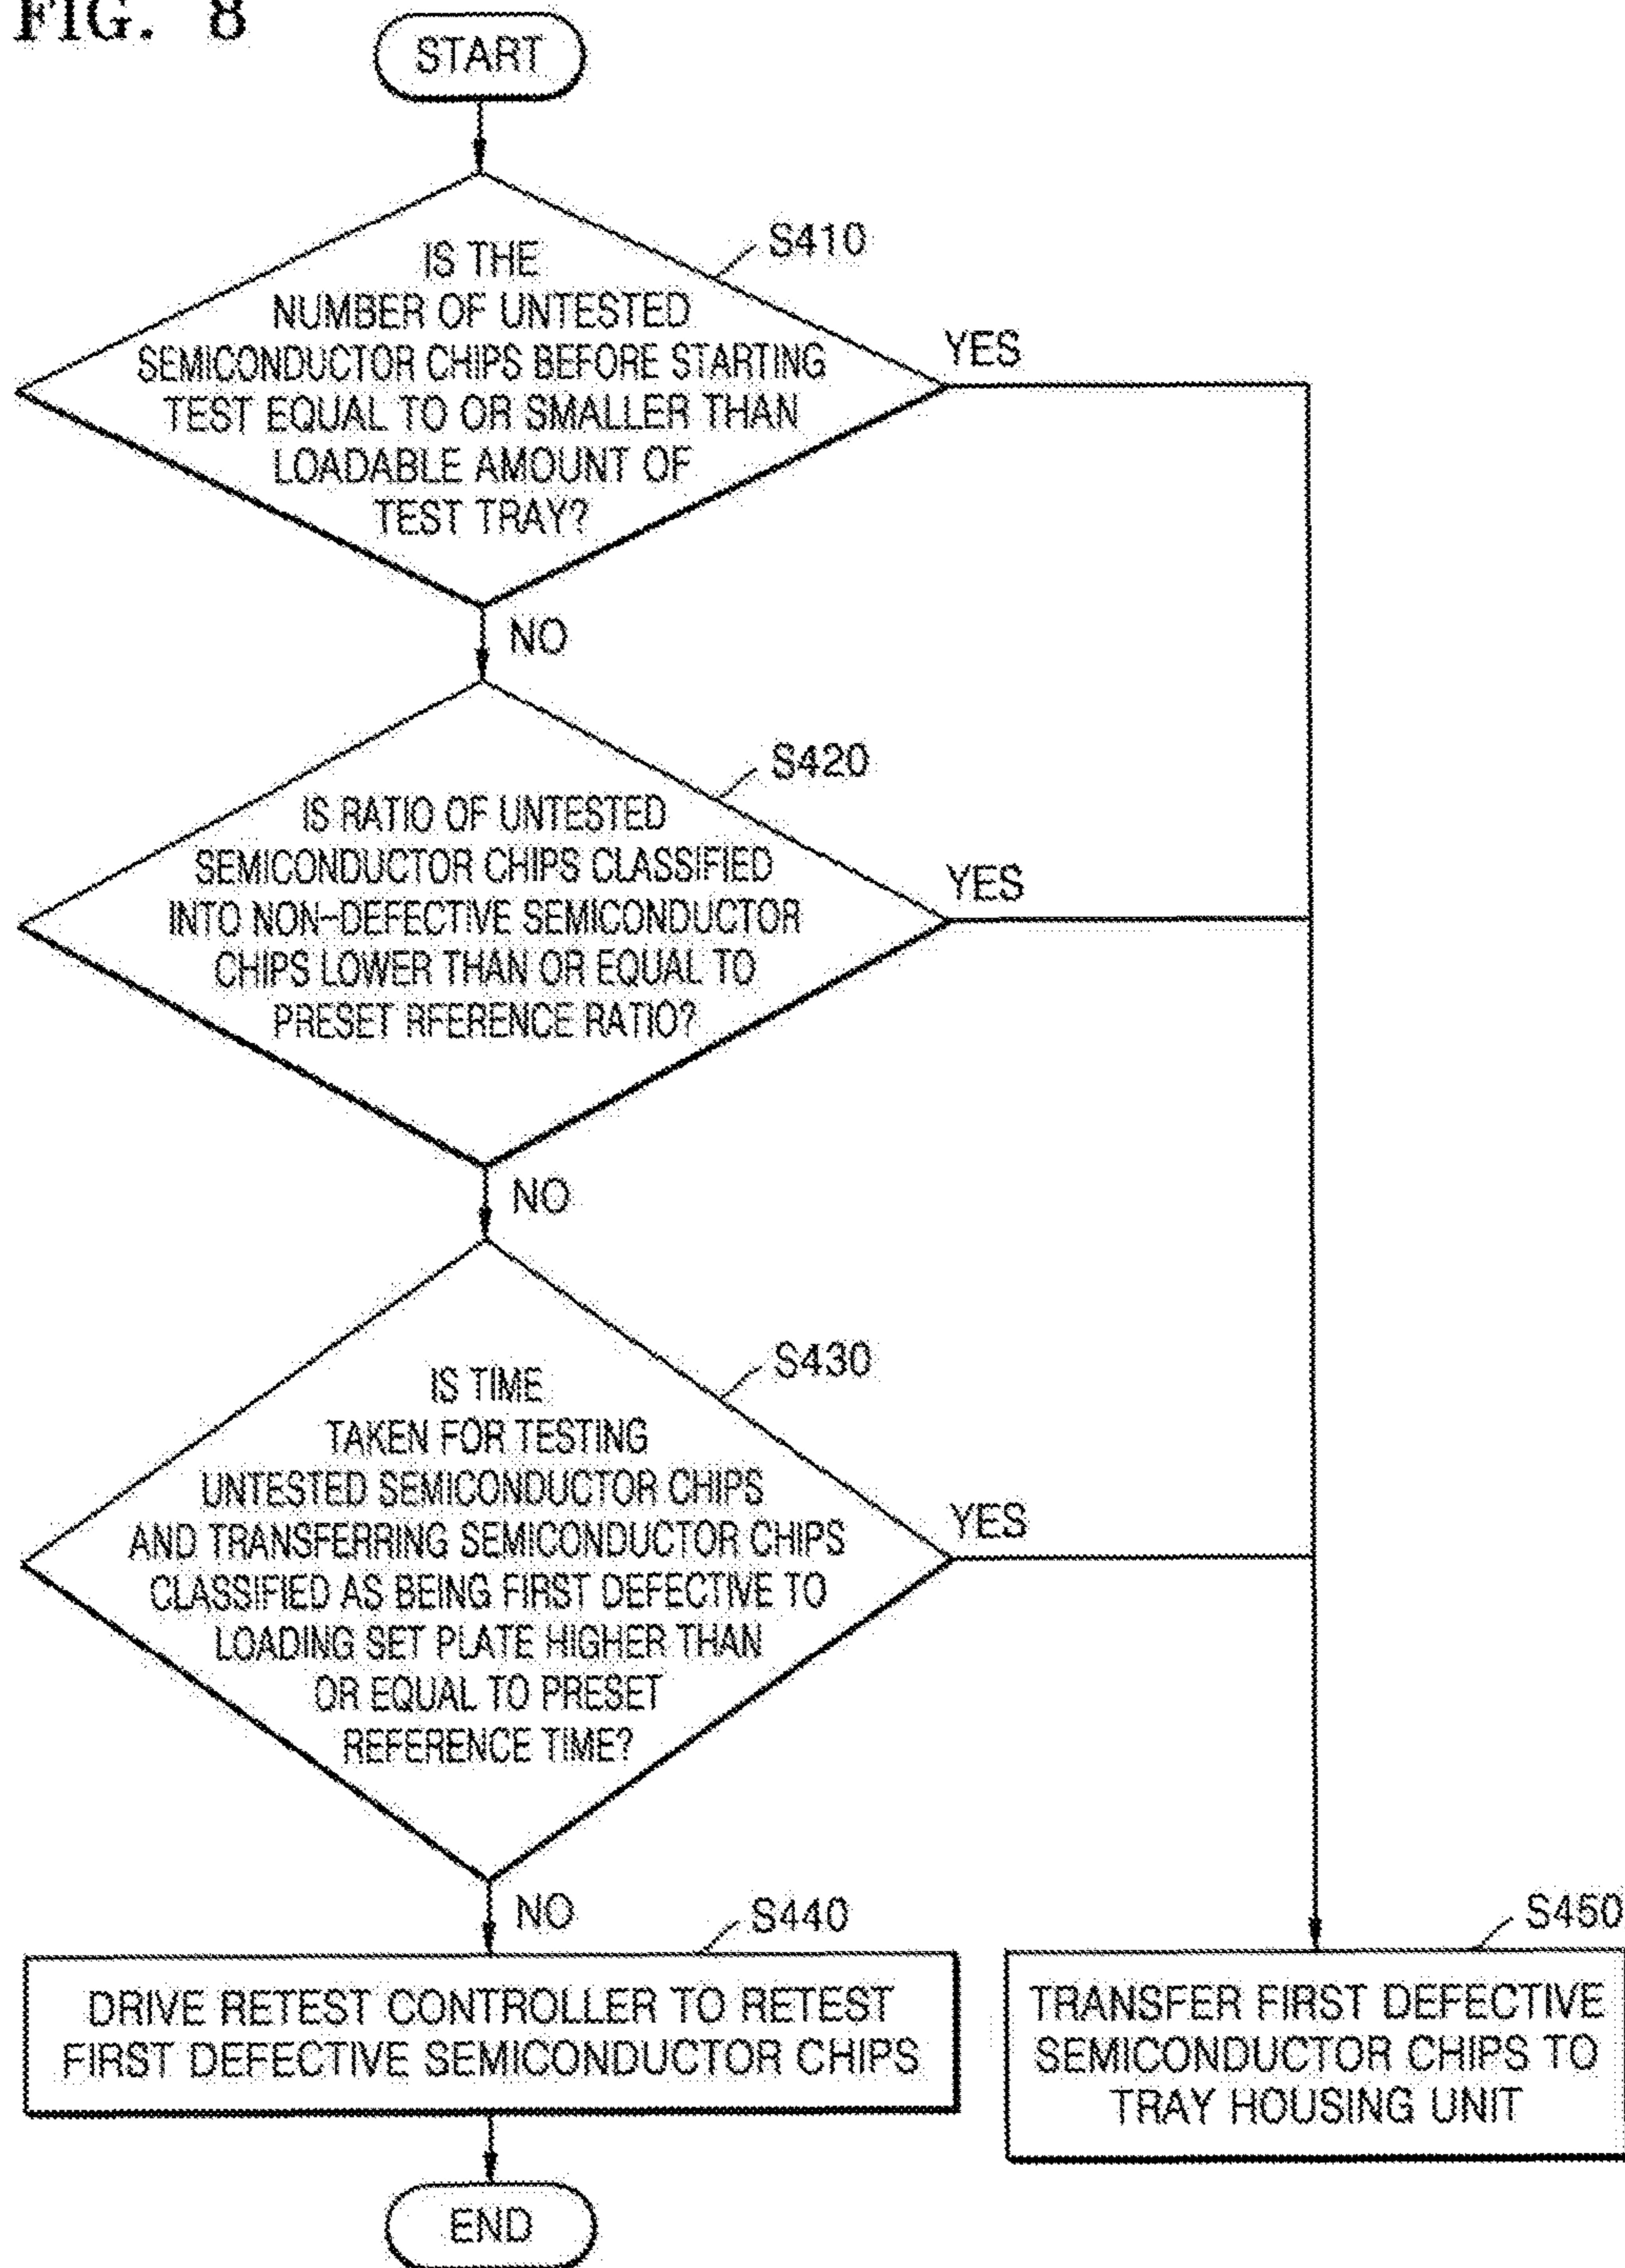 FIG. 8
START
S410
IS THE
NUMBER OF UNTESTED
SEMICONDUCTOR CHIPS BEFORE STARTING
TEST EQUAL TO OR SMALLER THAN
LOADABLE AMOUNT OF
TEST TRAY?
YES
NO
S420
IS RATIO OF UNTESTED
SEMICONDUCTOR CHIPS CLASSIFIED
INTO NON-DEFECTIVE SEMICONDUCTOR
CHIPS LOWER THAN OR EQUAL TO
PRESET RFERENCE RATIO?
YES
NO
S430
IS TIME
TAKEN FOR TESTING
UNTESTED SEMICONDUCTOR CHIPS
AND TRANSFERRING SEMICONDUCTOR CHIPS
CLASSIFIED AS BEING FIRST DEFECTIVE TO
LOADING SET PLATE HIGHER THAN
OR EQUAL TO PRESET
REFERENCE TIME?
YES
NO
S440
DRIVE RETEST CONTROLLER TO RETEST
FIRST DEFECTIVE SEMICONDUCTOR CHIPS
S450
TRANSFER FIRST DEFECTIVE
SEMICONDUCTOR CHIPS TO
TRAY HOUSING UNIT
END